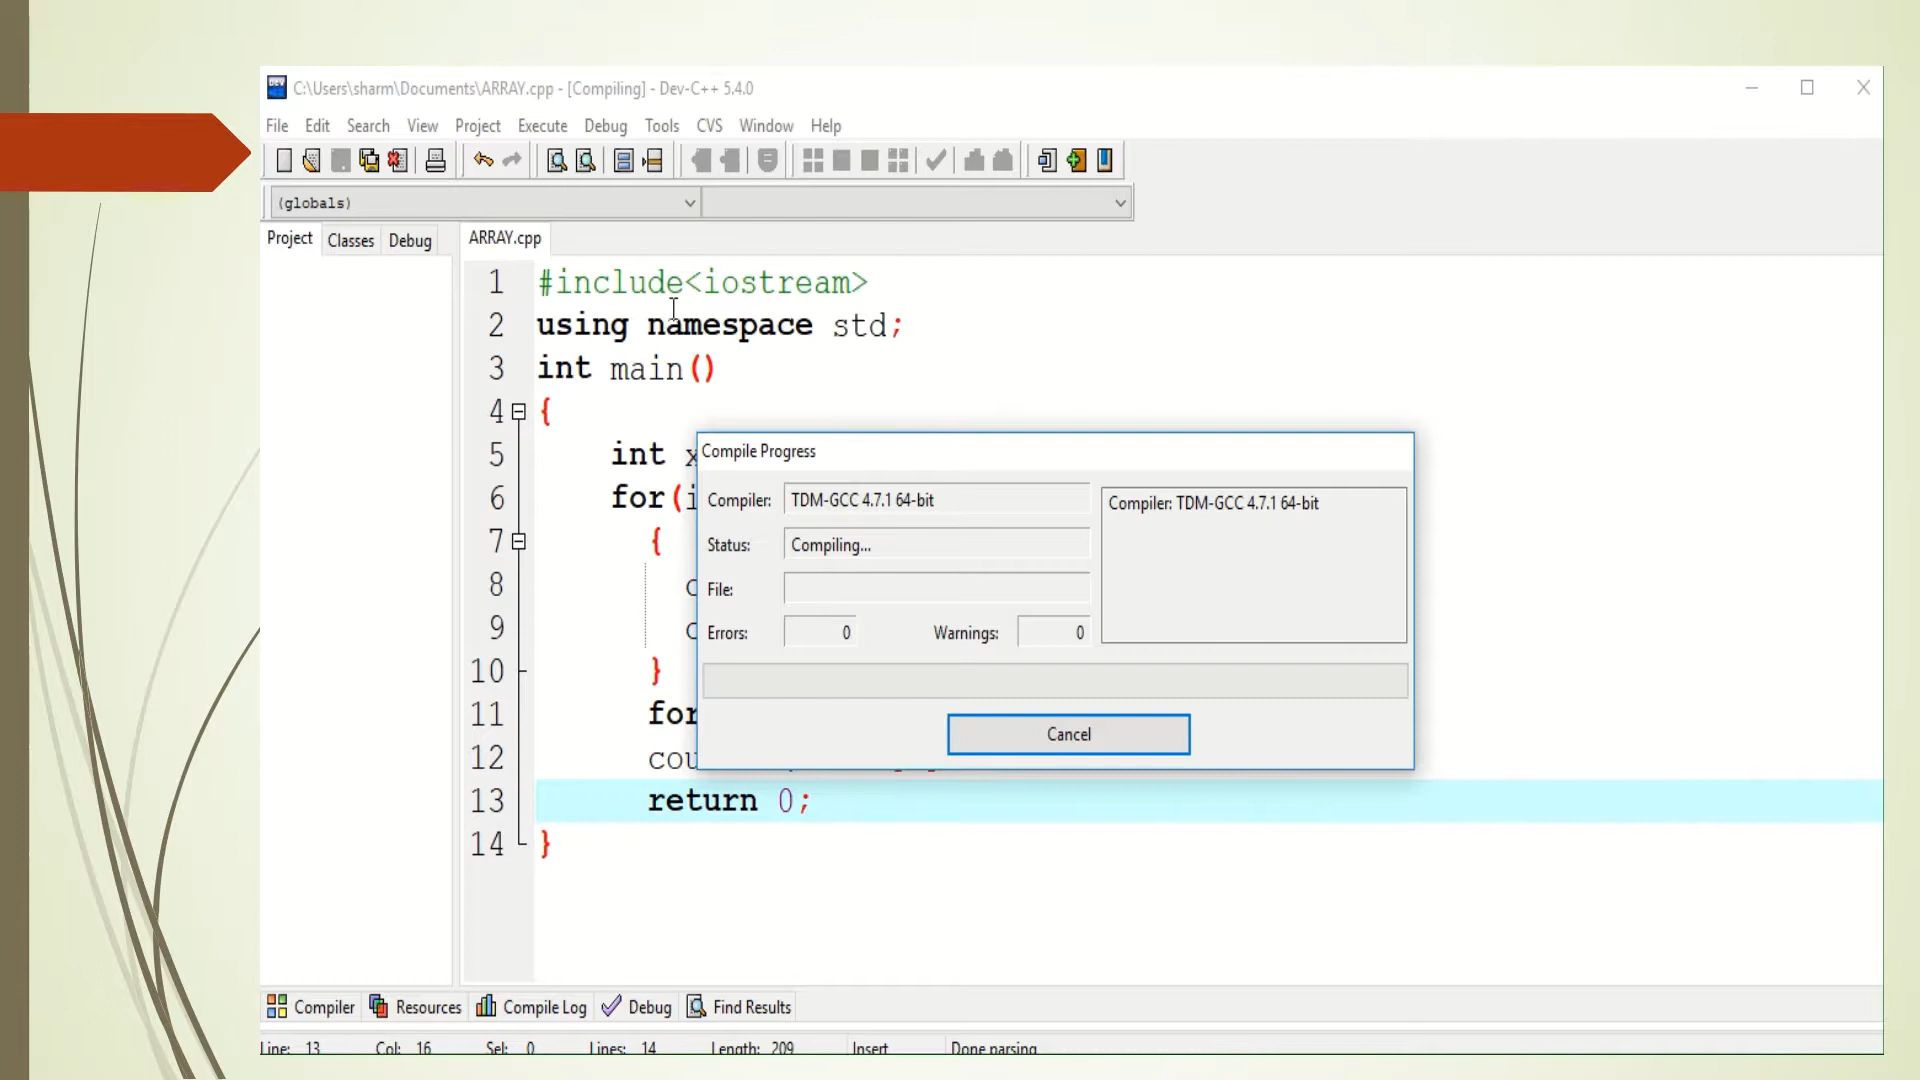 C:\Users\sharm\Documents\ARRAY.cpp - [Compiling] - Dev-C++ 5.4.0
File Edit Search View Project Execute Debug Tools CVS Window Help
(globals)
Project Classes Debug ARRAY.cpp
1 #include<iostream>
2 using namespace std;
3 int main()
4 {
5 int x
6 for(i
7 {
8 c
9 c
10 }
11 for
12 cou
13 return 0;
14 }
Compile Progress
Compiler: TDM-GCC 4.7.1 64-bit
Compiler: TDM-GCC 4.7.1 64-bit
Status: Compiling...
File:
Errors: 0 Warnings: 0
Cancel
Compiler Resources Compile Log Debug Find Results
Line: 13 Col: 16 Sel: 0 Lines: 14 Length: 209 Insert Done parsing